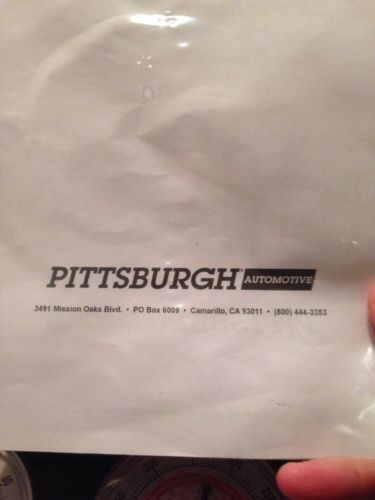 PITTSBURGH® AUTOMOTIVE
3491 Mission Oaks Blvd. • PO Box 6009 • Camarillo, CA 93011 • (800) 444-3353